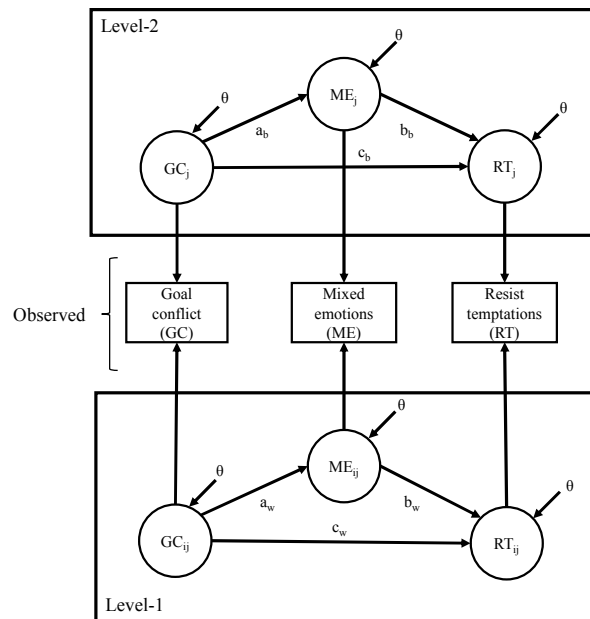 Level-2
θ
ME_j
θ
θ
a_b
b_b
c_b
GC_j
RT_j
Observed
Goal
conflict
(GC)
Mixed
emotions
(ME)
Resist
temptations
(RT)
θ
ME_ij
θ
θ
a_w
b_w
c_w
GC_ij
RT_ij
Level-1